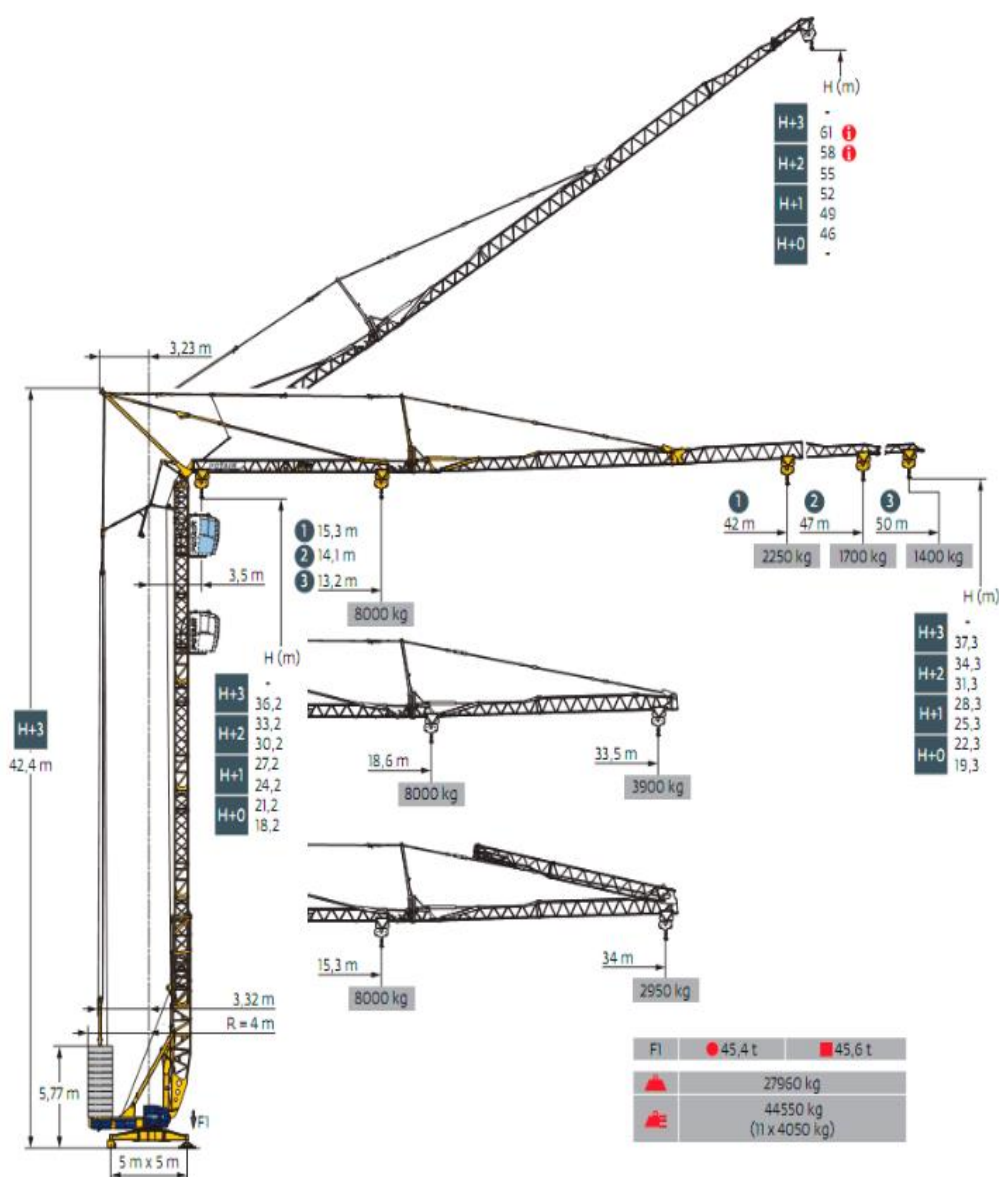 H (m)
-
H+3
61
58
H+2
55
52
H+1
49
46
H+0
-
3,23 m
POTAIN
1 15,3 m
2 14,1 m
3 13,2 m
8000 kg
1
42 m
2250 kg
2
47 m
1700 kg
3
50 m
1400 kg
3,5 m
H (m)
-
H+3
37,3
34,3
H+2
31,3
28,3
H+1
25,3
22,3
H+0
19,3
H (m)
-
H+3
36,2
33,2
H+2
30,2
27,2
H+1
24,2
21,2
H+0
18,2
H+3
42,4 m
18,6 m
8000 kg
33,5 m
3900 kg
15,3 m
8000 kg
34 m
2950 kg
3,32 m
R = 4 m
5,77 m
F1
5 m x 5 m
F1 45,4 t 45,6 t
27960 kg
44550 kg
(11 x 4050 kg)